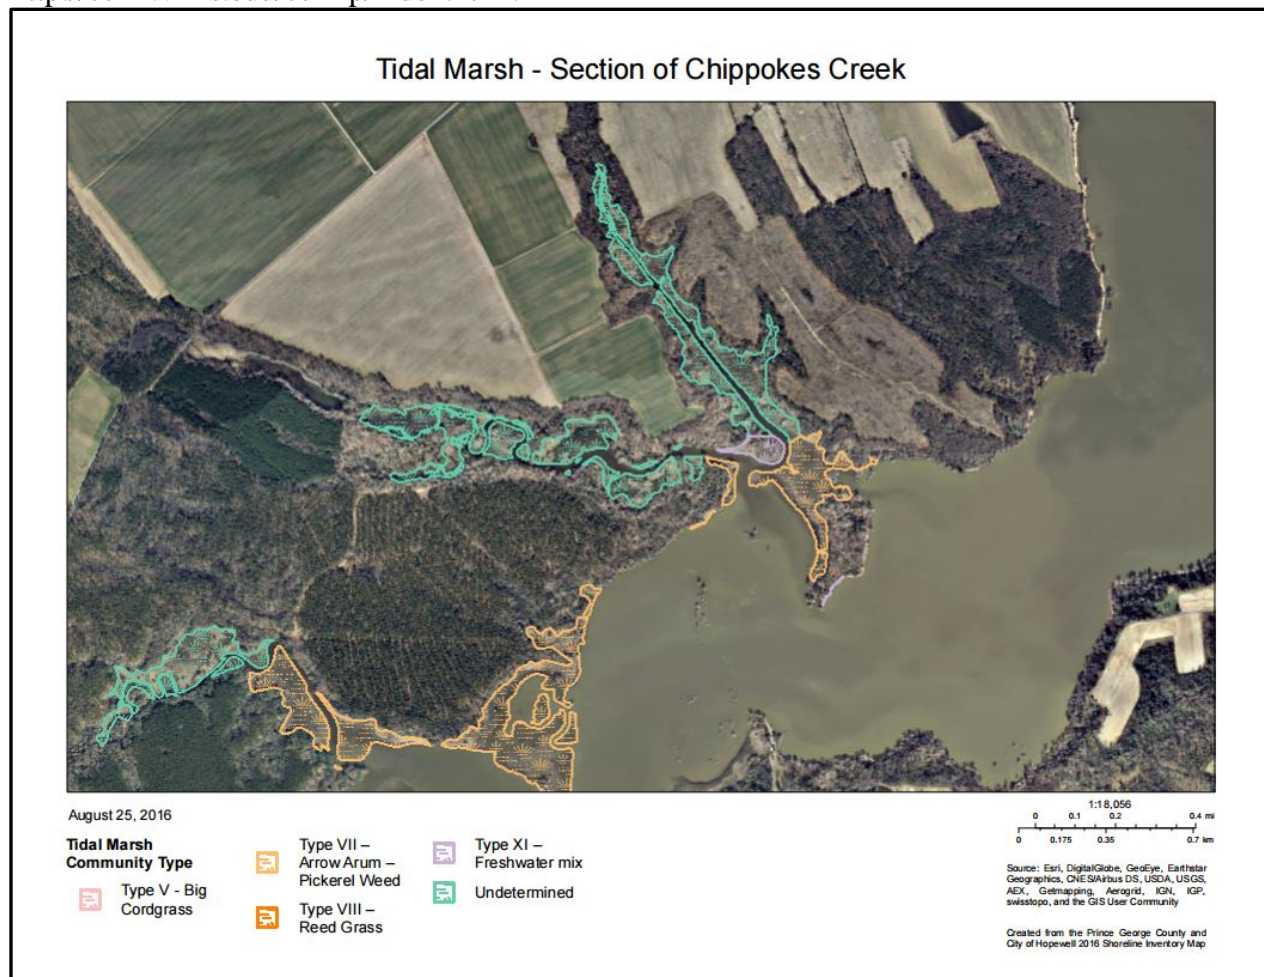 Tidal Marsh - Section of Chippokes Creek
August 25, 2016
Tidal Marsh
Community Type
Type V - Big
Cordgrass
Type VII –
Arrow Arum –
Pickerel Weed
Type VIII –
Reed Grass
Type XI –
Freshwater mix
Undetermined
1:18,056
0 0.1 0.2 0.4 mi
0 0.175 0.35 0.7 km
Source: Esri, DigitalGlobe, GeoEye, Earthstar
Geographics, CNES/Airbus DS, USDA, USGS,
AEX, Getmapping, Aerogrid, IGN, IGP,
swisstopo, and the GIS User Community
Created from the Prince George County and
City of Hopewell 2016 Shoreline Inventory Map